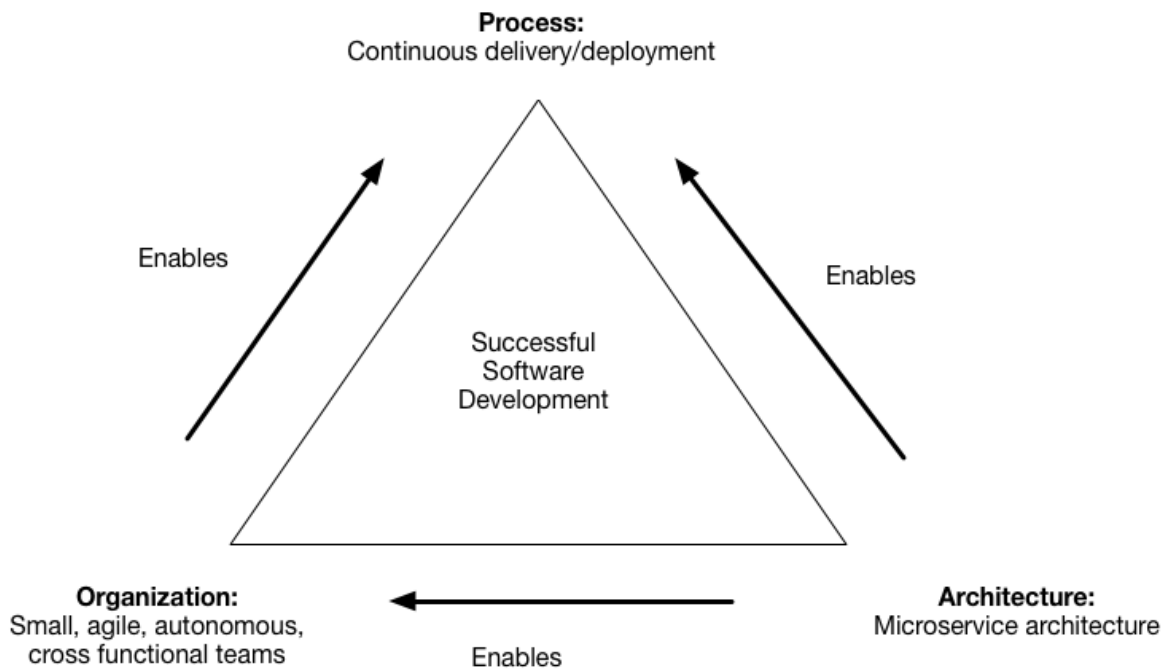 Process:
Continuous delivery/deployment
Enables
Enables
Successful
Software
Development
Organization:
Small, agile, autonomous,
cross functional teams
Enables
Architecture:
Microservice architecture